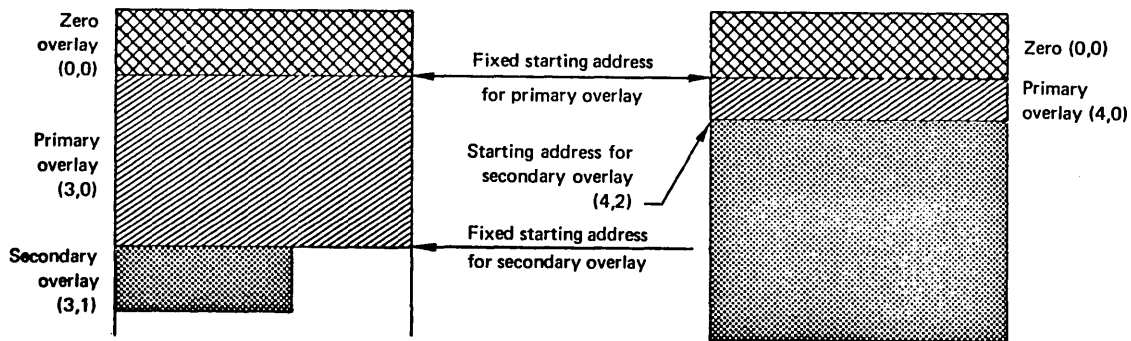 Zero
overlay
(0,0)
Primary
overlay
(3,0)
Secondary
overlay
(3,1)
Fixed starting address
for primary overlay
Starting address for
secondary overlay
(4,2)
Fixed starting address
for secondary overlay
Zero (0,0)
Primary
overlay (4,0)